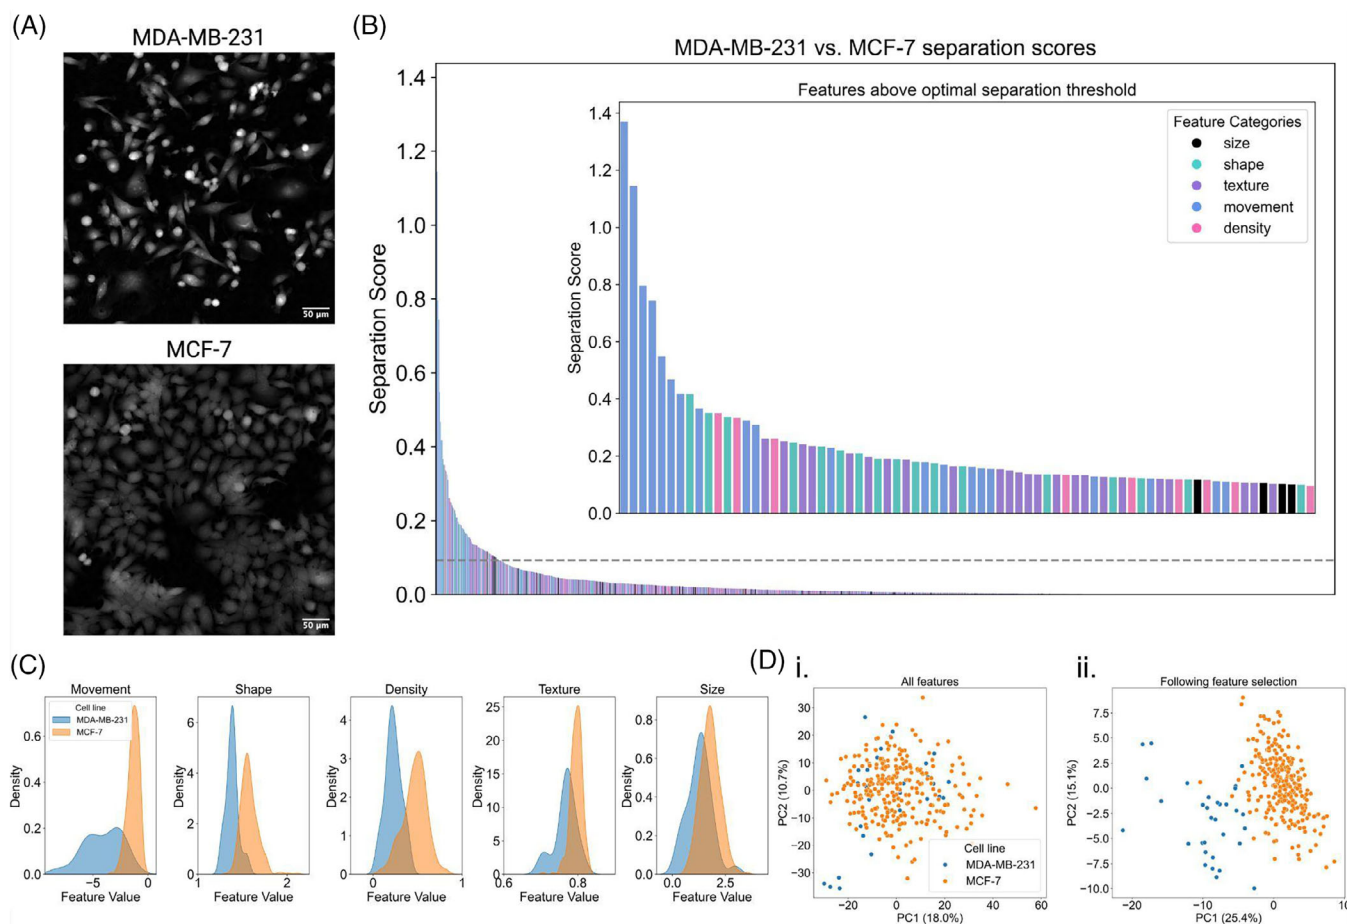 (A)
MDA-MB-231
50 μm
MCF-7
50 μm
(B)
MDA-MB-231 vs. MCF-7 separation scores
Separation Score
1.4
1.2
1.0
0.8
0.6
0.4
0.2
0.0
Features above optimal separation threshold
Separation Score
1.4
1.2
1.0
0.8
0.6
0.4
0.2
0.0
Feature Categories
size
shape
texture
movement
density
(C)
Movement
Density
0.6
0.4
0.2
0.0
−5 0
Feature Value
Cell line
MDA-MB-231
MCF-7
Shape
Density
6
4
2
0
1 2
Feature Value
Density
Density
4
3
2
1
0
0 1
Feature Value
Texture
Density
25
20
15
10
5
0
0.6 0.8
Feature Value
Size
Density
0.8
0.6
0.4
0.2
0.0
0.0 2.5
Feature Value
(D)
i.
All features
PC2 (10.7%)
30
20
10
0
−10
−20
−30
−20 0 20 40 60
PC1 (18.0%)
Cell line
MDA-MB-231
MCF-7
ii.
Following feature selection
PC2 (15.1%)
7.5
5.0
2.5
0.0
−2.5
−5.0
−7.5
−10.0
−20 −10 0 10
PC1 (25.4%)